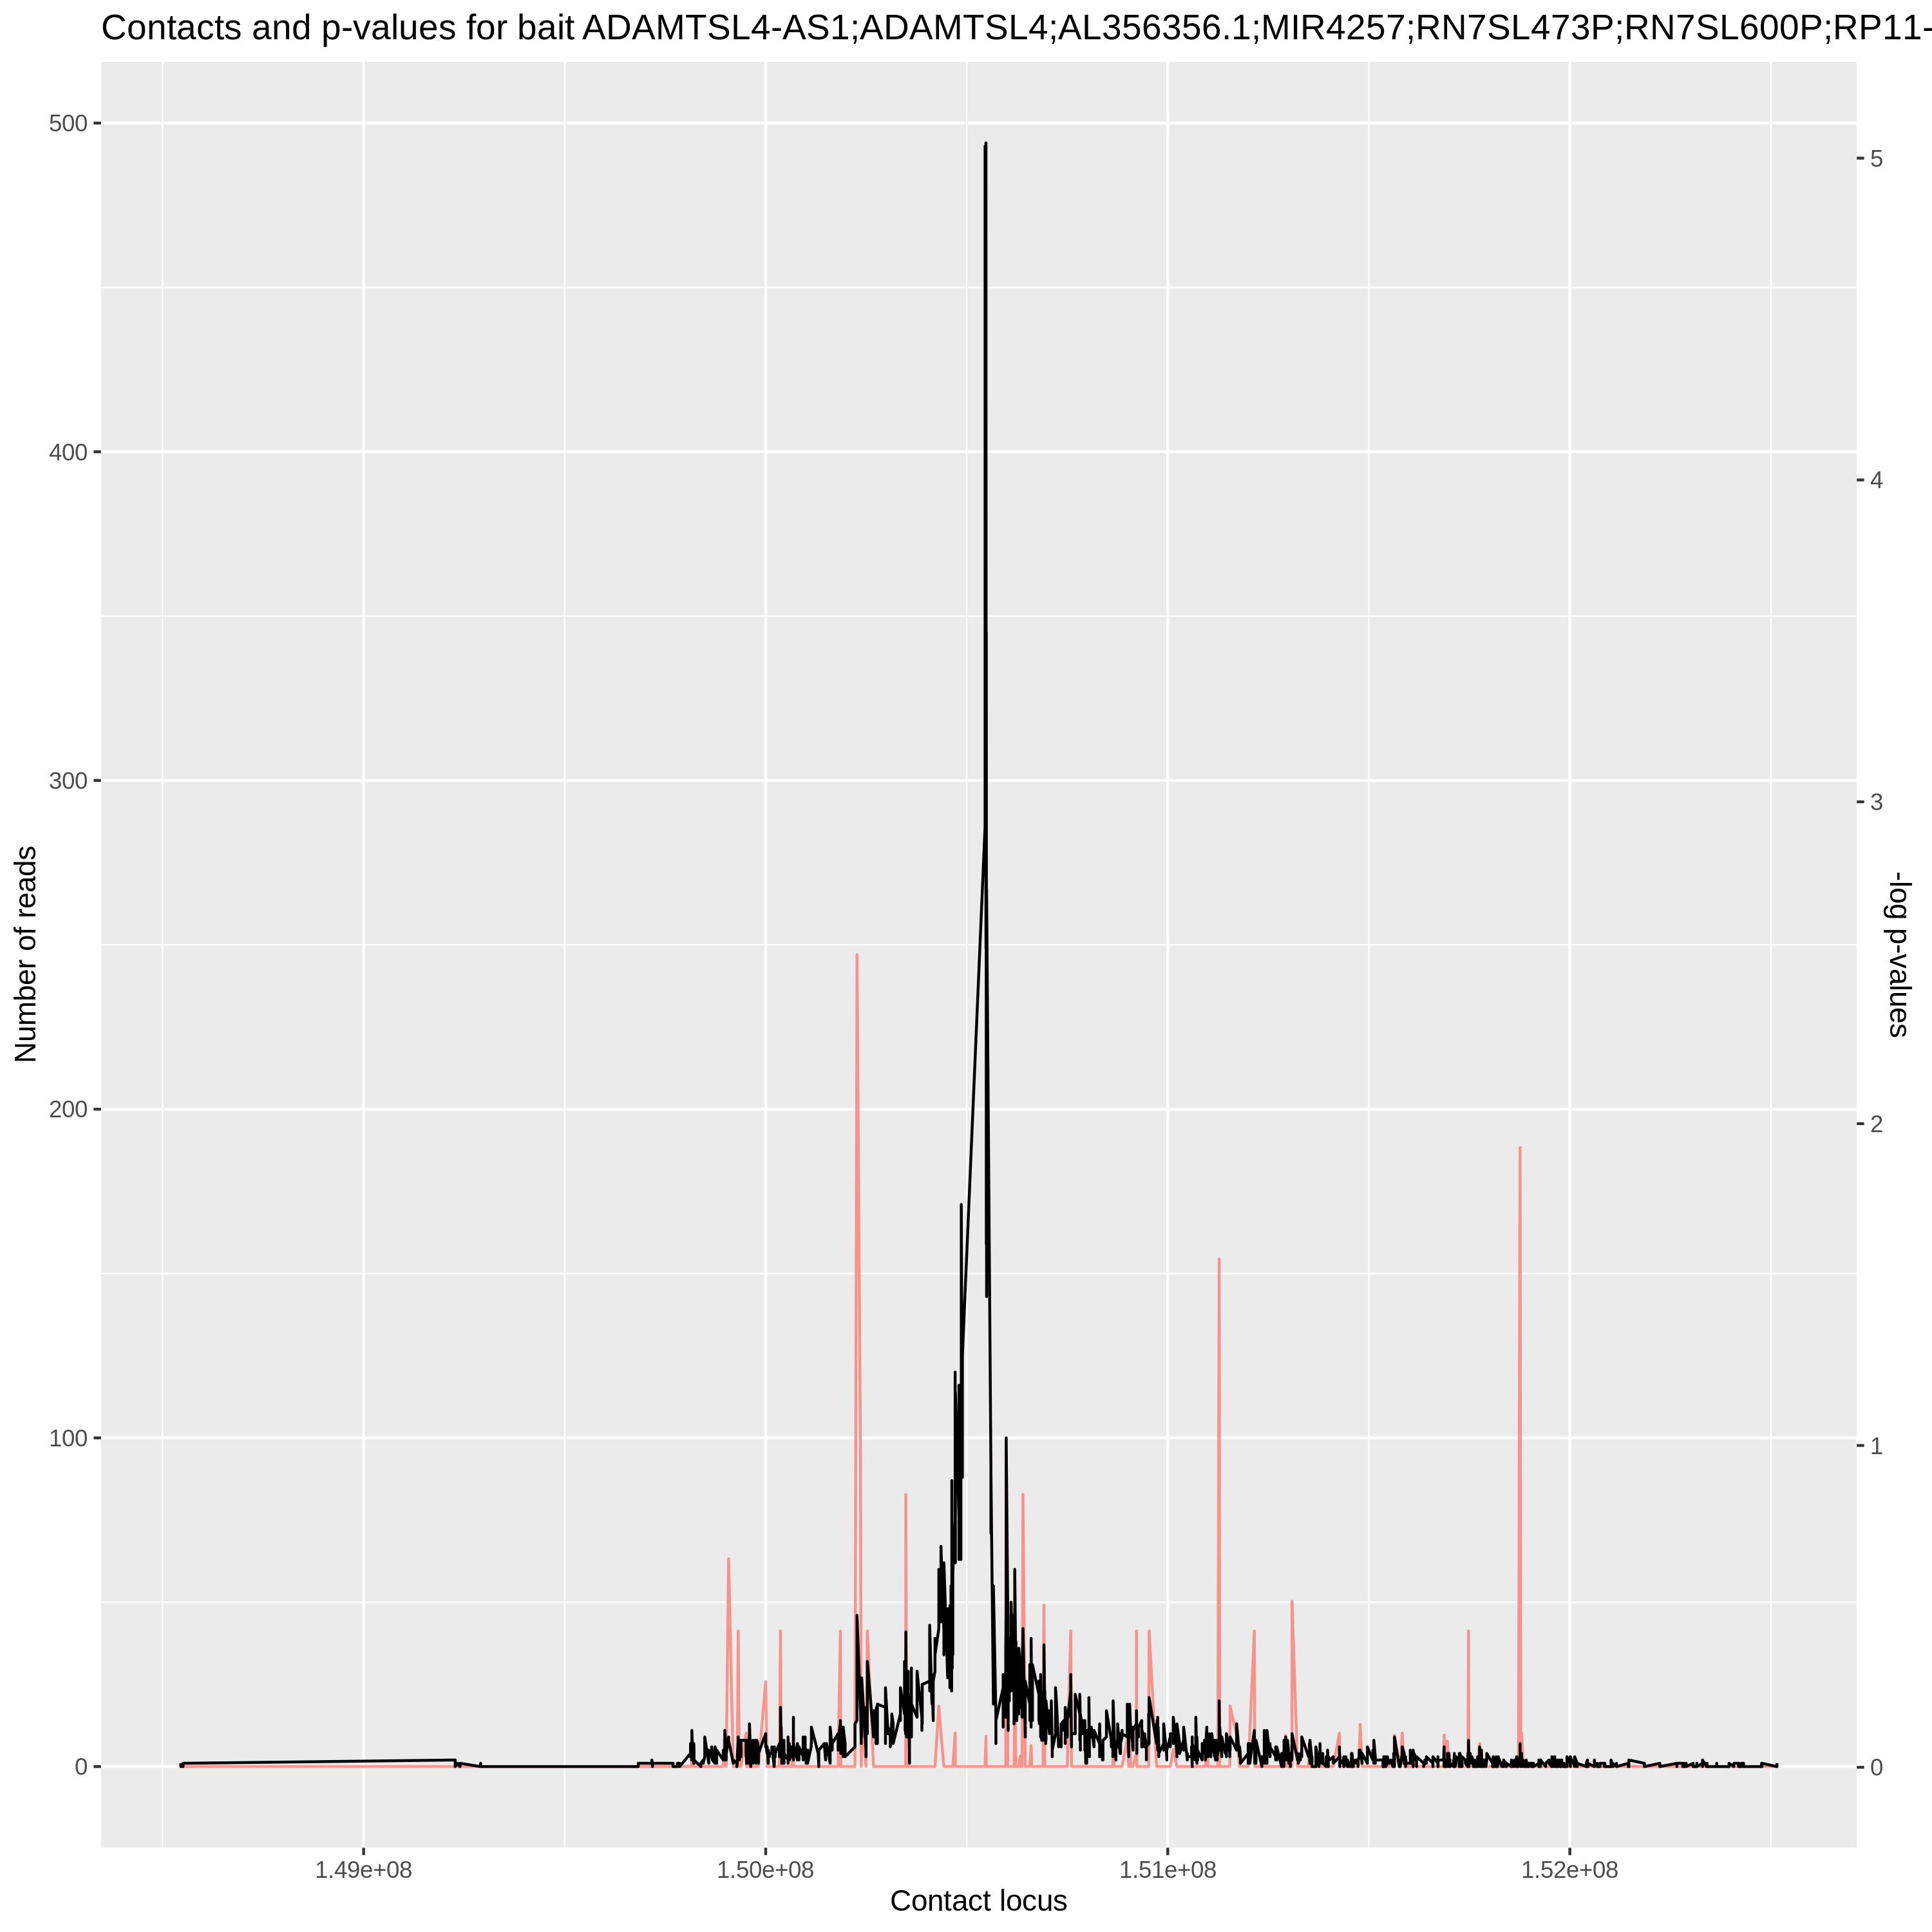 Contacts and p-values for bait ADAMTSL4-AS1;ADAMTSL4;AL356356.1;MIR4257;RN7SL473P;RN7SL600P;RP11-
500
400
300
200
100
0
Number of reads
5
4
3
2
1
0
-log p-values
1.49e+08
1.50e+08
1.51e+08
1.52e+08
Contact locus